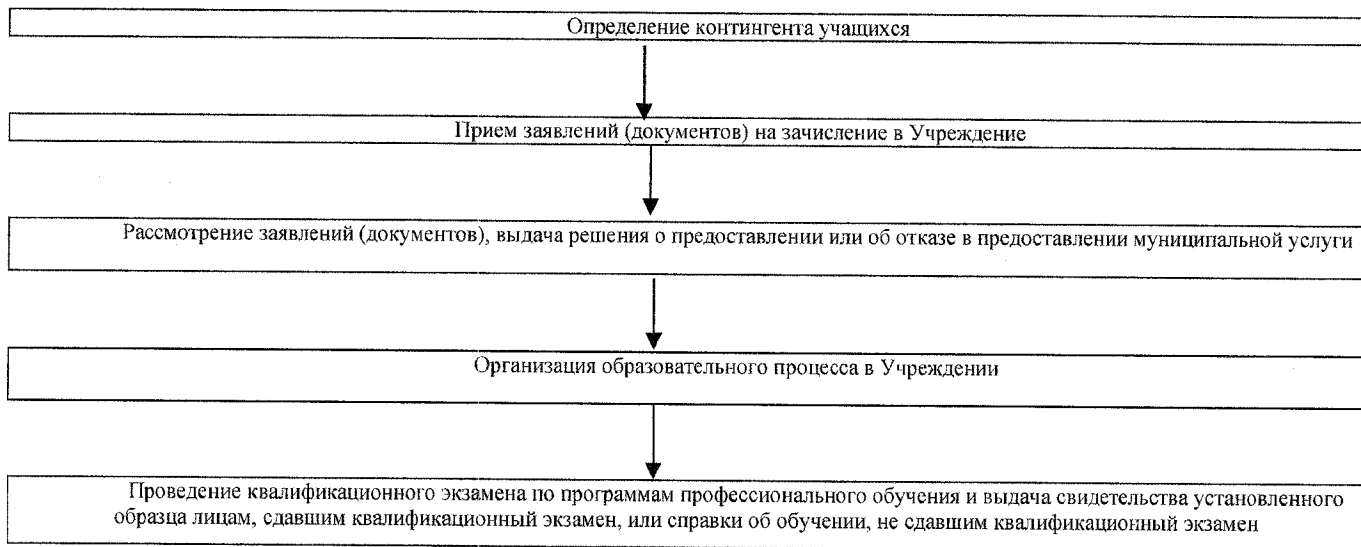 Определение контингента учащихся
Прием заявлений (документов) на зачисление в Учреждение
Рассмотрение заявлений (документов), выдача решения о предоставлении или об отказе в предоставлении муниципальной услуги
Организация образовательного процесса в Учреждении
Проведение квалификационного экзамена по программам профессионального обучения и выдача свидетельства установленного
образца лицам, сдавшим квалификационный экзамен, или справки об обучении, не сдавшим квалификационный экзамен